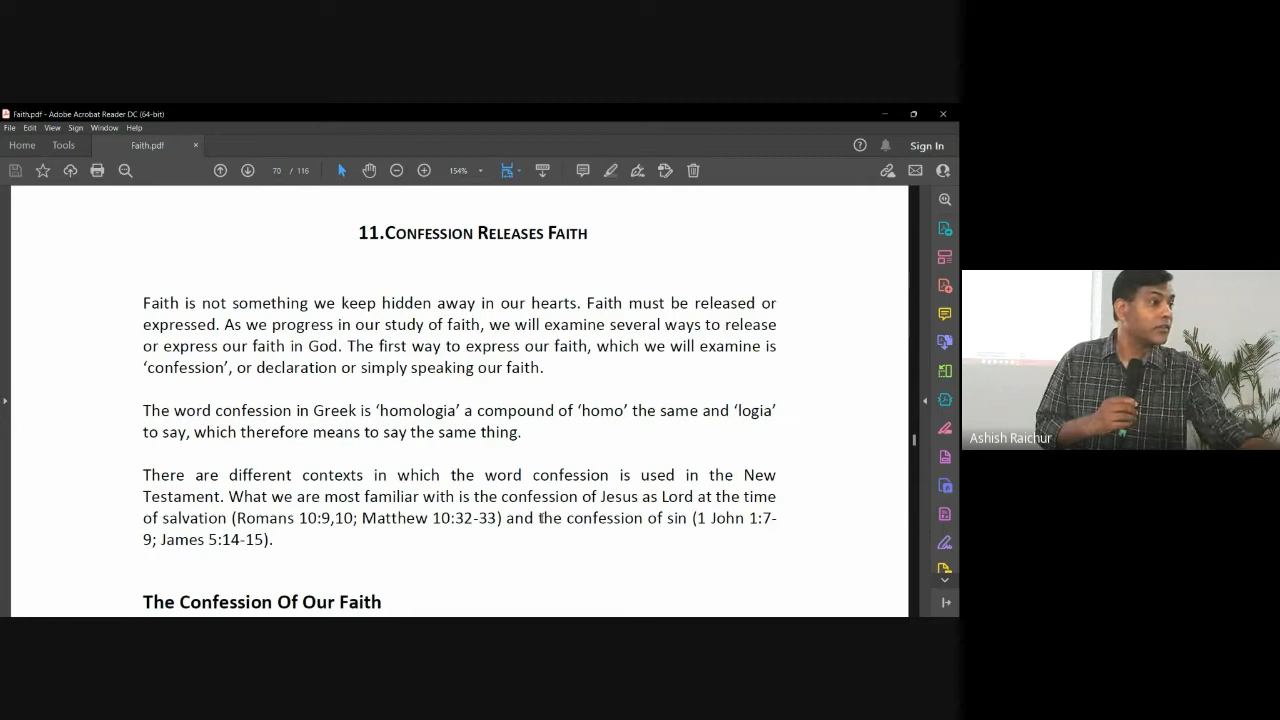 Faith.pdf - Adobe Acrobat Reader DC (64-bit)
File Edit View Sign Window Help
Home Tools Faith.pdf × Sign In
70 / 116 154%
11.CONFESSION RELEASES FAITH
Faith is not something we keep hidden away in our hearts. Faith must be released or
expressed. As we progress in our study of faith, we will examine several ways to release
or express our faith in God. The first way to express our faith, which we will examine is
‘confession’, or declaration or simply speaking our faith.
The word confession in Greek is ‘homologia’ a compound of ‘homo’ the same and ‘logia’
to say, which therefore means to say the same thing.
There are different contexts in which the word confession is used in the New
Testament. What we are most familiar with is the confession of Jesus as Lord at the time
of salvation (Romans 10:9,10; Matthew 10:32-33) and the confession of sin (1 John 1:7-
9; James 5:14-15).
The Confession Of Our Faith
Ashish Raichur